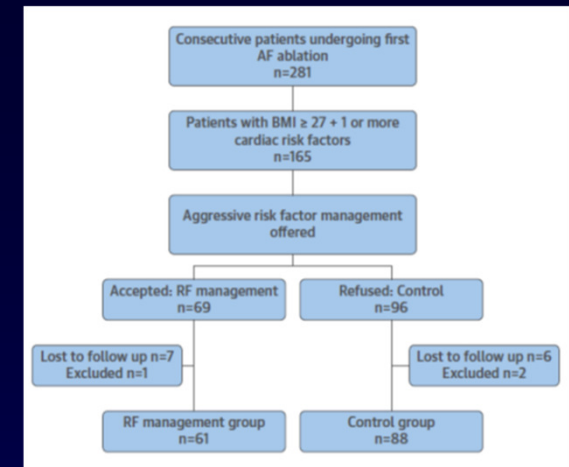 Consecutive patients undergoing first
AF ablation
n=281
Patients with BMI ≥ 27 + 1 or more
cardiac risk factors
n=165
Aggressive risk factor management
offered
Accepted: RF management
n=69
Refused: Control
n=96
Lost to follow up n=7
Excluded n=1
Lost to follow up n=6
Excluded n=2
RF management group
n=61
Control group
n=88